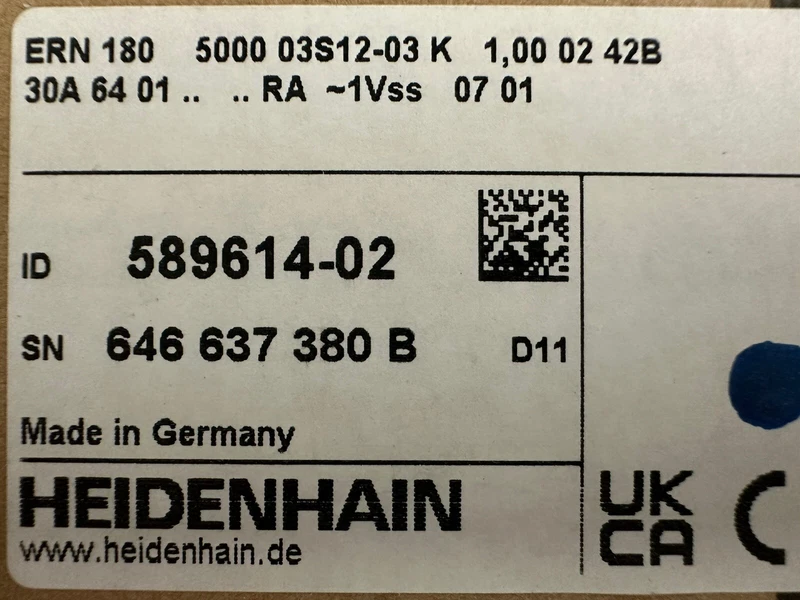 ERN 180 5000 03S12-03 K 1,00 02 42B
30A 64 01 .. .. RA ~1Vss 07 01
ID 589614-02
SN 646 637 380 B D11
Made in Germany
HEIDENHAIN
www.heidenhain.de
UK
CA